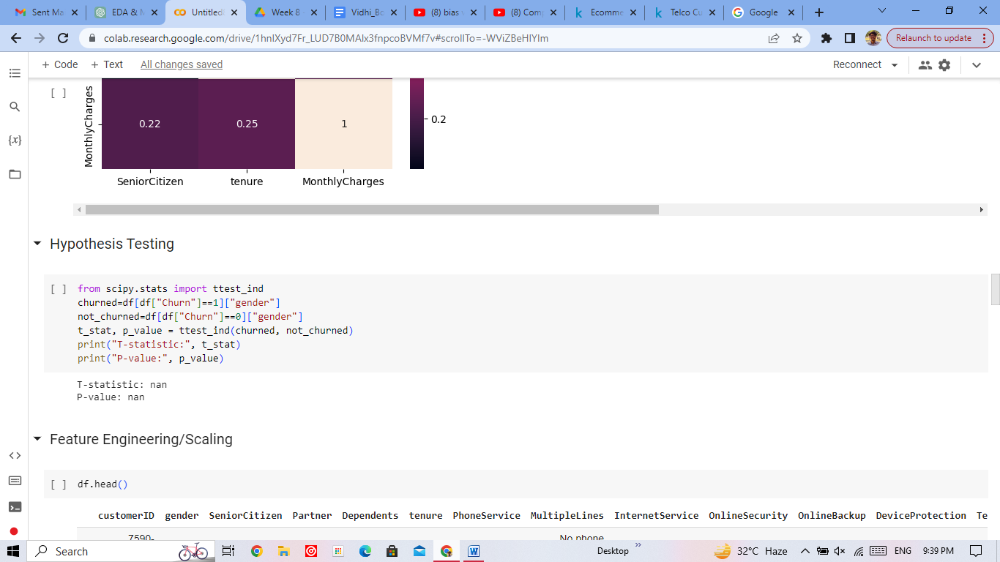 Sent Ma
EDA & M
Untitled
Week 8
Vidhi_Bo
(8) bias v
(8) Com
Ecomme
Telco Cu
Google
colab.research.google.com/drive/1hnlXyd7Fr_LUD7B0MAlx3fnpcoBVMf7v#scrollTo=-WViZBeHIYlm
Relaunch to update
+ Code + Text All changes saved
Reconnect
[ ]
MonthlyCharges
0.22 0.25 1
0.2
SeniorCitizen tenure MonthlyCharges
{x}
Hypothesis Testing
[ ] from scipy.stats import ttest_ind
churned=df[df["Churn"]==1]["gender"]
not_churned=df[df["Churn"]==0]["gender"]
t_stat, p_value = ttest_ind(churned, not_churned)
print("T-statistic:", t_stat)
print("P-value:", p_value)
T-statistic: nan
P-value: nan
Feature Engineering/Scaling
[ ] df.head()
customerID gender SeniorCitizen Partner Dependents tenure PhoneService MultipleLines InternetService OnlineSecurity OnlineBackup DeviceProtection Te
7590- No phone
Search
Desktop
32°C Haze
ENG
9:39 PM